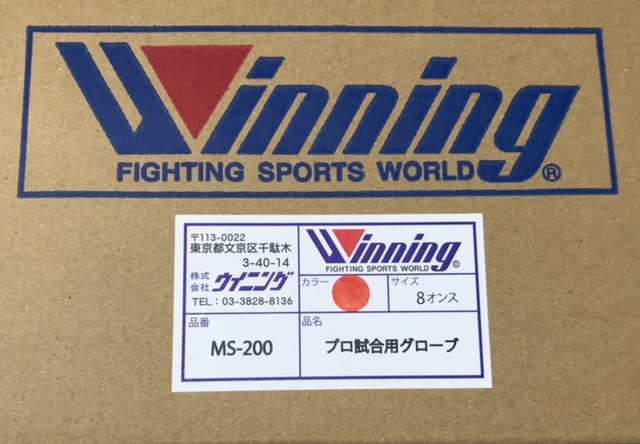 Winning
FIGHTING SPORTS WORLD®
〒113-0022
東京都文京区千駄木
3-40-14
株式会社 ウイニング
TEL：03-3828-8136
Winning
FIGHTING SPORTS WORLD®
カラー
サイズ
8オンス
品番
MS-200
品名
プロ試合用グローブ